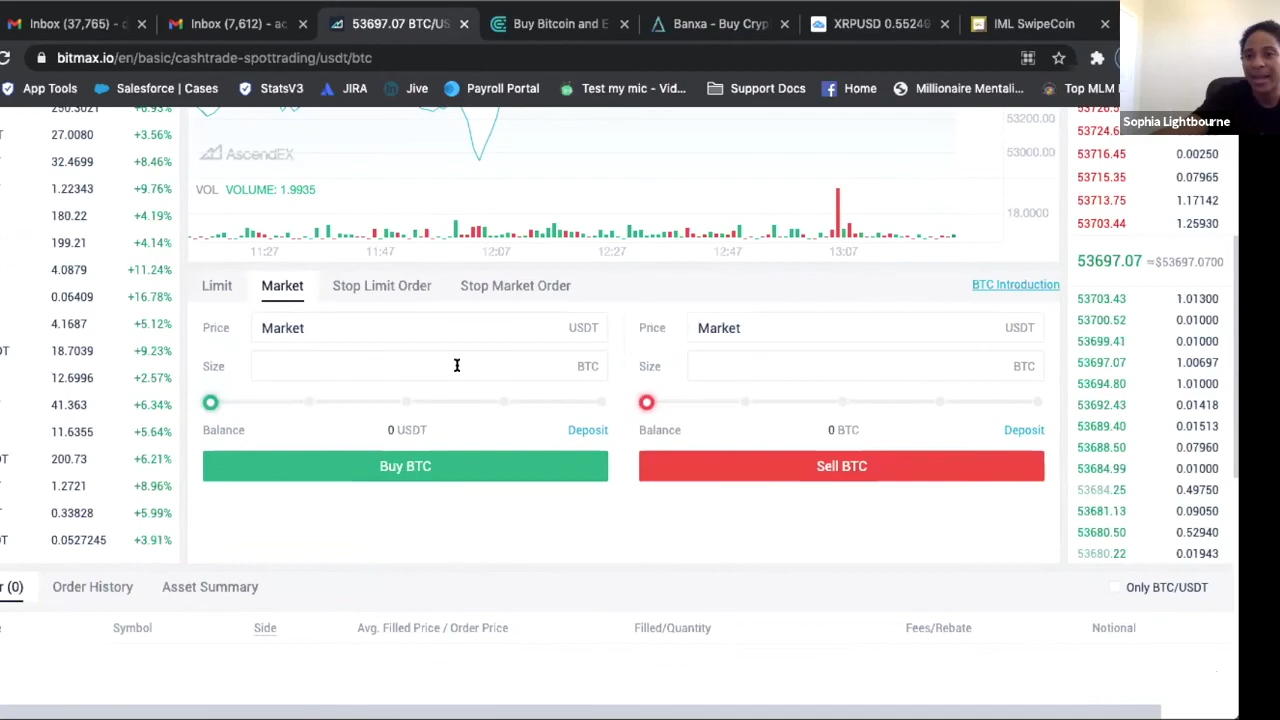 Inbox (37,765) - c
Inbox (7,612) - ac
53697.07 BTC/US
Buy Bitcoin and E
Banxa - Buy Cryp
XRPUSD 0.55249
IML SwipeCoin
bitmax.io/en/basic/cashtrade-spottrading/usdt/btc
App Tools
Salesforce | Cases
StatsV3
JIRA
Jive
Payroll Portal
Test my mic - Vid...
Support Docs
Home
Millionaire Mentali...
Top MLM
Sophia Lightbourne
250.3021 +6.93%
27.0080 +3.56%
32.4699 +8.46%
1.22343 +9.76%
180.22 +4.19%
199.21 +4.14%
4.0879 +11.24%
0.06409 +16.78%
4.1687 +5.12%
T 18.7039 +9.23%
12.6996 +2.57%
41.363 +6.34%
11.6355 +5.64%
T 200.73 +6.21%
1.2721 +8.96%
0.33828 +5.99%
T 0.0527245 +3.91%
53200.00
53000.00
AscendEX
VOL VOLUME: 1.9935
18.0000
11:27 11:47 12:07 12:27 12:47 13:07
Limit Market Stop Limit Order Stop Market Order BTC Introduction
Price Market USDT
Size BTC
Balance 0 USDT Deposit
Buy BTC
Price Market USDT
Size BTC
Balance 0 BTC Deposit
Sell BTC
53726.5
53724.6
53716.45 0.00250
53715.35 0.07965
53713.75 1.17142
53703.44 1.25930
53697.07 ≈$53697.0700
53703.43 1.01300
53700.52 0.01000
53699.41 0.01000
53697.07 1.00697
53694.80 1.01000
53692.43 0.01418
53689.40 0.01513
53688.50 0.07960
53684.99 0.01000
53684.25 0.49750
53681.13 0.09050
53680.50 0.52940
53680.22 0.01943
r (0) Order History Asset Summary Only BTC/USDT
Symbol Side Avg. Filled Price / Order Price Filled/Quantity Fees/Rebate Notional